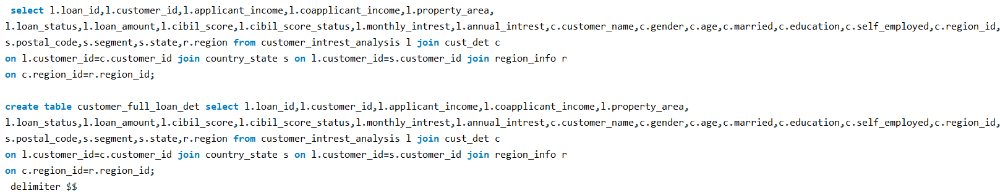 select l.loan_id,l.customer_id,l.applicant_income,l.coapplicant_income,l.property_area,
l.loan_status,l.loan_amount,l.cibil_score,l.cibil_score_status,l.monthly_intrest,l.annual_intrest,c.customer_name,c.gender,c.age,c.married,c.education,c.self_employed,c.region_id,
s.postal_code,s.segment,s.state,r.region from customer_intrest_analysis l join cust_det c
on l.customer_id=c.customer_id join country_state s on l.customer_id=s.customer_id join region_info r
on c.region_id=r.region_id;
create table customer_full_loan_det select l.loan_id,l.customer_id,l.applicant_income,l.coapplicant_income,l.property_area,
l.loan_status,l.loan_amount,l.cibil_score,l.cibil_score_status,l.monthly_intrest,l.annual_intrest,c.customer_name,c.gender,c.age,c.married,c.education,c.self_employed,c.region_id,
s.postal_code,s.segment,s.state,r.region from customer_intrest_analysis l join cust_det c
on l.customer_id=c.customer_id join country_state s on l.customer_id=s.customer_id join region_info r
on c.region_id=r.region_id;
delimiter $$